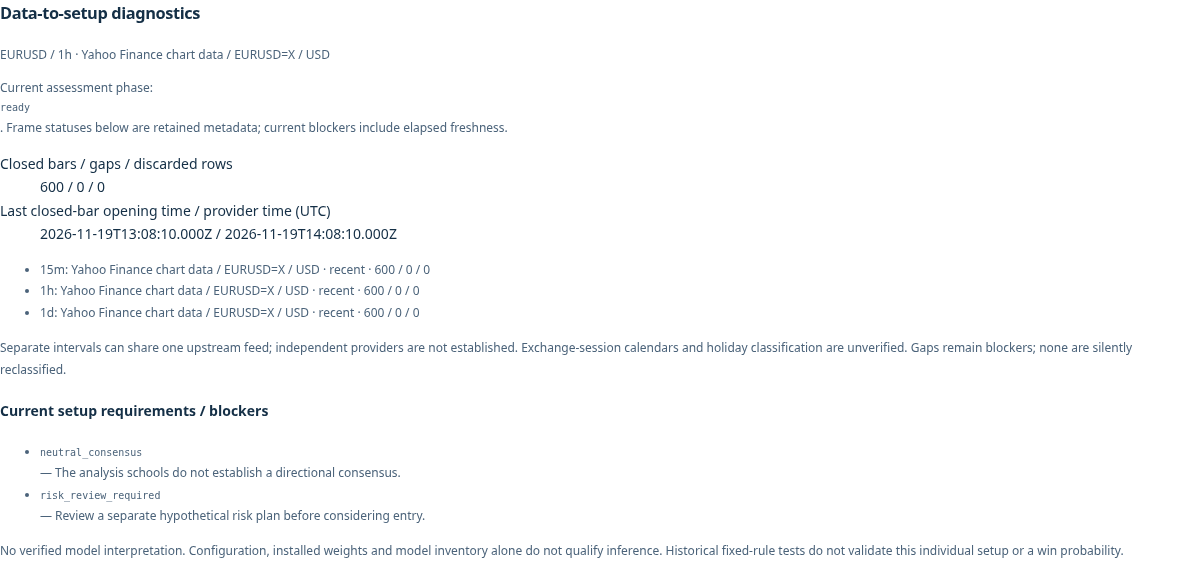 Data-to-setup diagnostics
EURUSD / 1h · Yahoo Finance chart data / EURUSD=X / USD
Current assessment phase:
ready
. Frame statuses below are retained metadata; current blockers include elapsed freshness.
Closed bars / gaps / discarded rows
600 / 0 / 0
Last closed-bar opening time / provider time (UTC)
2026-11-19T13:08:10.000Z / 2026-11-19T14:08:10.000Z
• 15m: Yahoo Finance chart data / EURUSD=X / USD · recent · 600 / 0 / 0
• 1h: Yahoo Finance chart data / EURUSD=X / USD · recent · 600 / 0 / 0
• 1d: Yahoo Finance chart data / EURUSD=X / USD · recent · 600 / 0 / 0
Separate intervals can share one upstream feed; independent providers are not established. Exchange-session calendars and holiday classification are unverified. Gaps remain blockers; none are silently
reclassified.
Current setup requirements / blockers
• neutral_consensus
— The analysis schools do not establish a directional consensus.
• risk_review_required
— Review a separate hypothetical risk plan before considering entry.
No verified model interpretation. Configuration, installed weights and model inventory alone do not qualify inference. Historical fixed-rule tests do not validate this individual setup or a win probability.